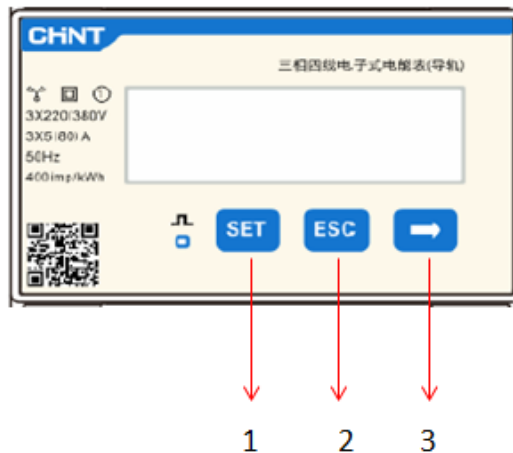 CHNT
三相四线电子式电能表(导轨)
3X220/380V
3X5(80)A
50Hz
400imp/kWh
SET
ESC
1 2 3